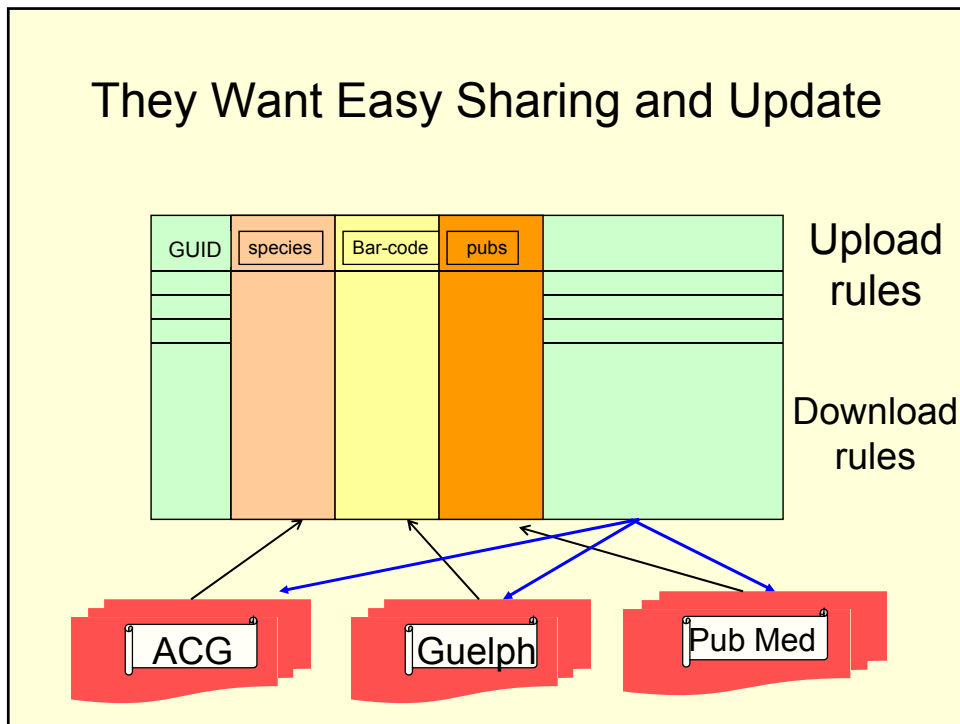 They Want Easy Sharing and Update
GUID
species
Bar-code
pubs
Upload
rules
Download
rules
ACG
Guelph
Pub Med